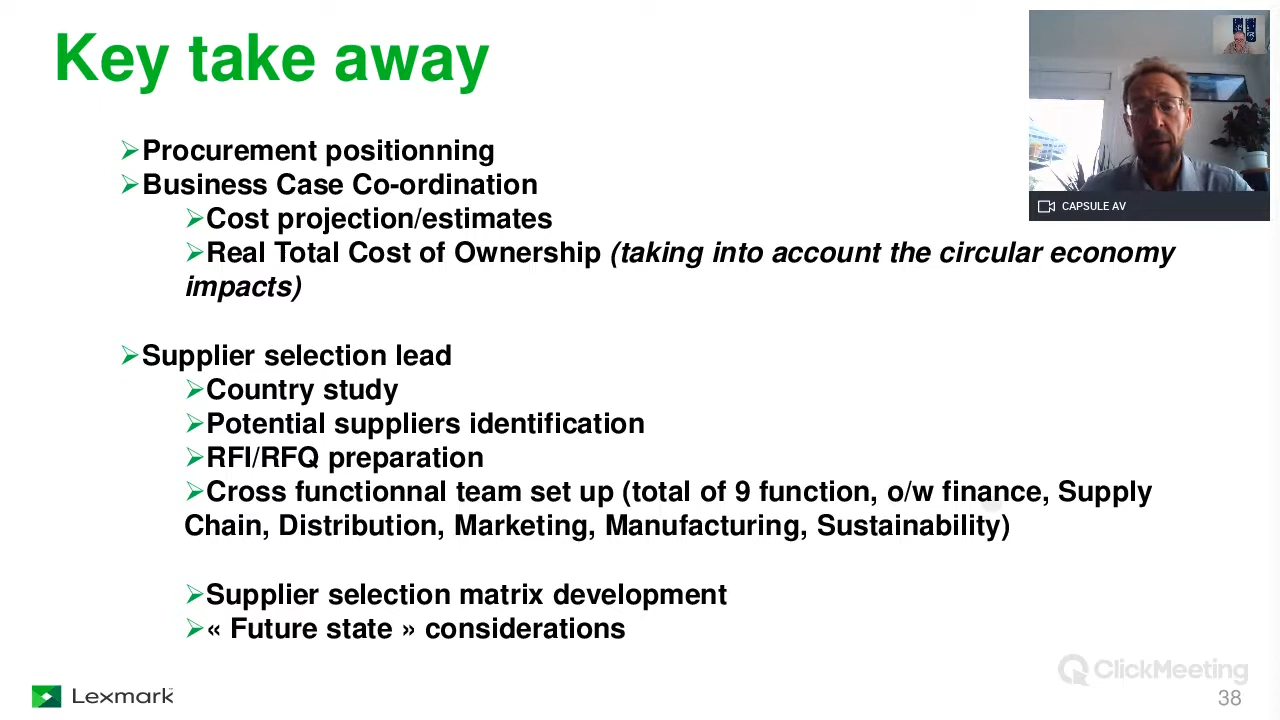 Key take away
➢Procurement positionning
➢Business Case Co-ordination
➢Cost projection/estimates
➢Real Total Cost of Ownership (taking into account the circular economy
impacts)
➢Supplier selection lead
➢Country study
➢Potential suppliers identification
➢RFI/RFQ preparation
➢Cross functionnal team set up (total of 9 function, o/w finance, Supply
Chain, Distribution, Marketing, Manufacturing, Sustainability)
➢Supplier selection matrix development
➢« Future state » considerations
CAPSULE AV
Lexmark™
ClickMeeting
38